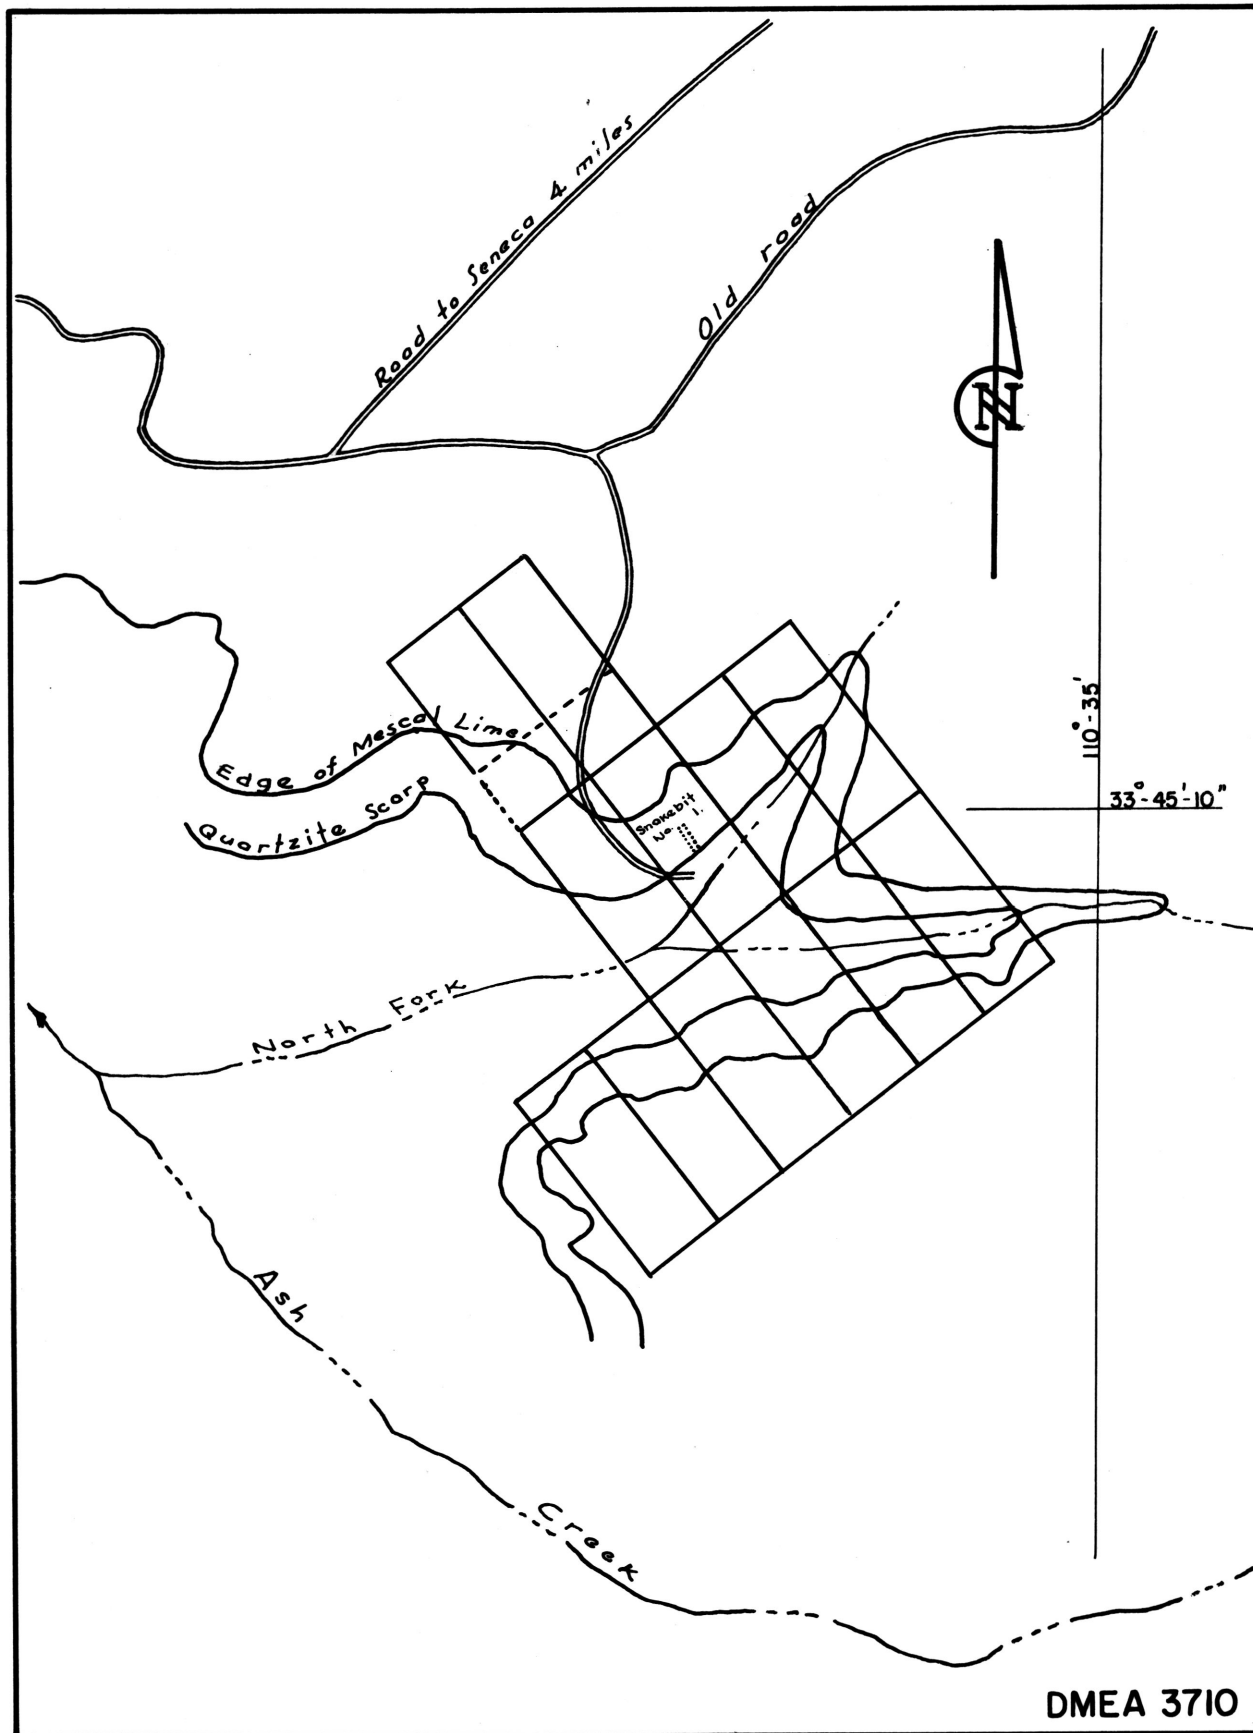 Road to Seneca 4 miles
Old road
N
Edge of Mescal Lime
Quartzite Scarp
Snakebit
No. 1.
110°-35'
33°-45'-10"
North Fork
Ash Creek
DMEA 3710